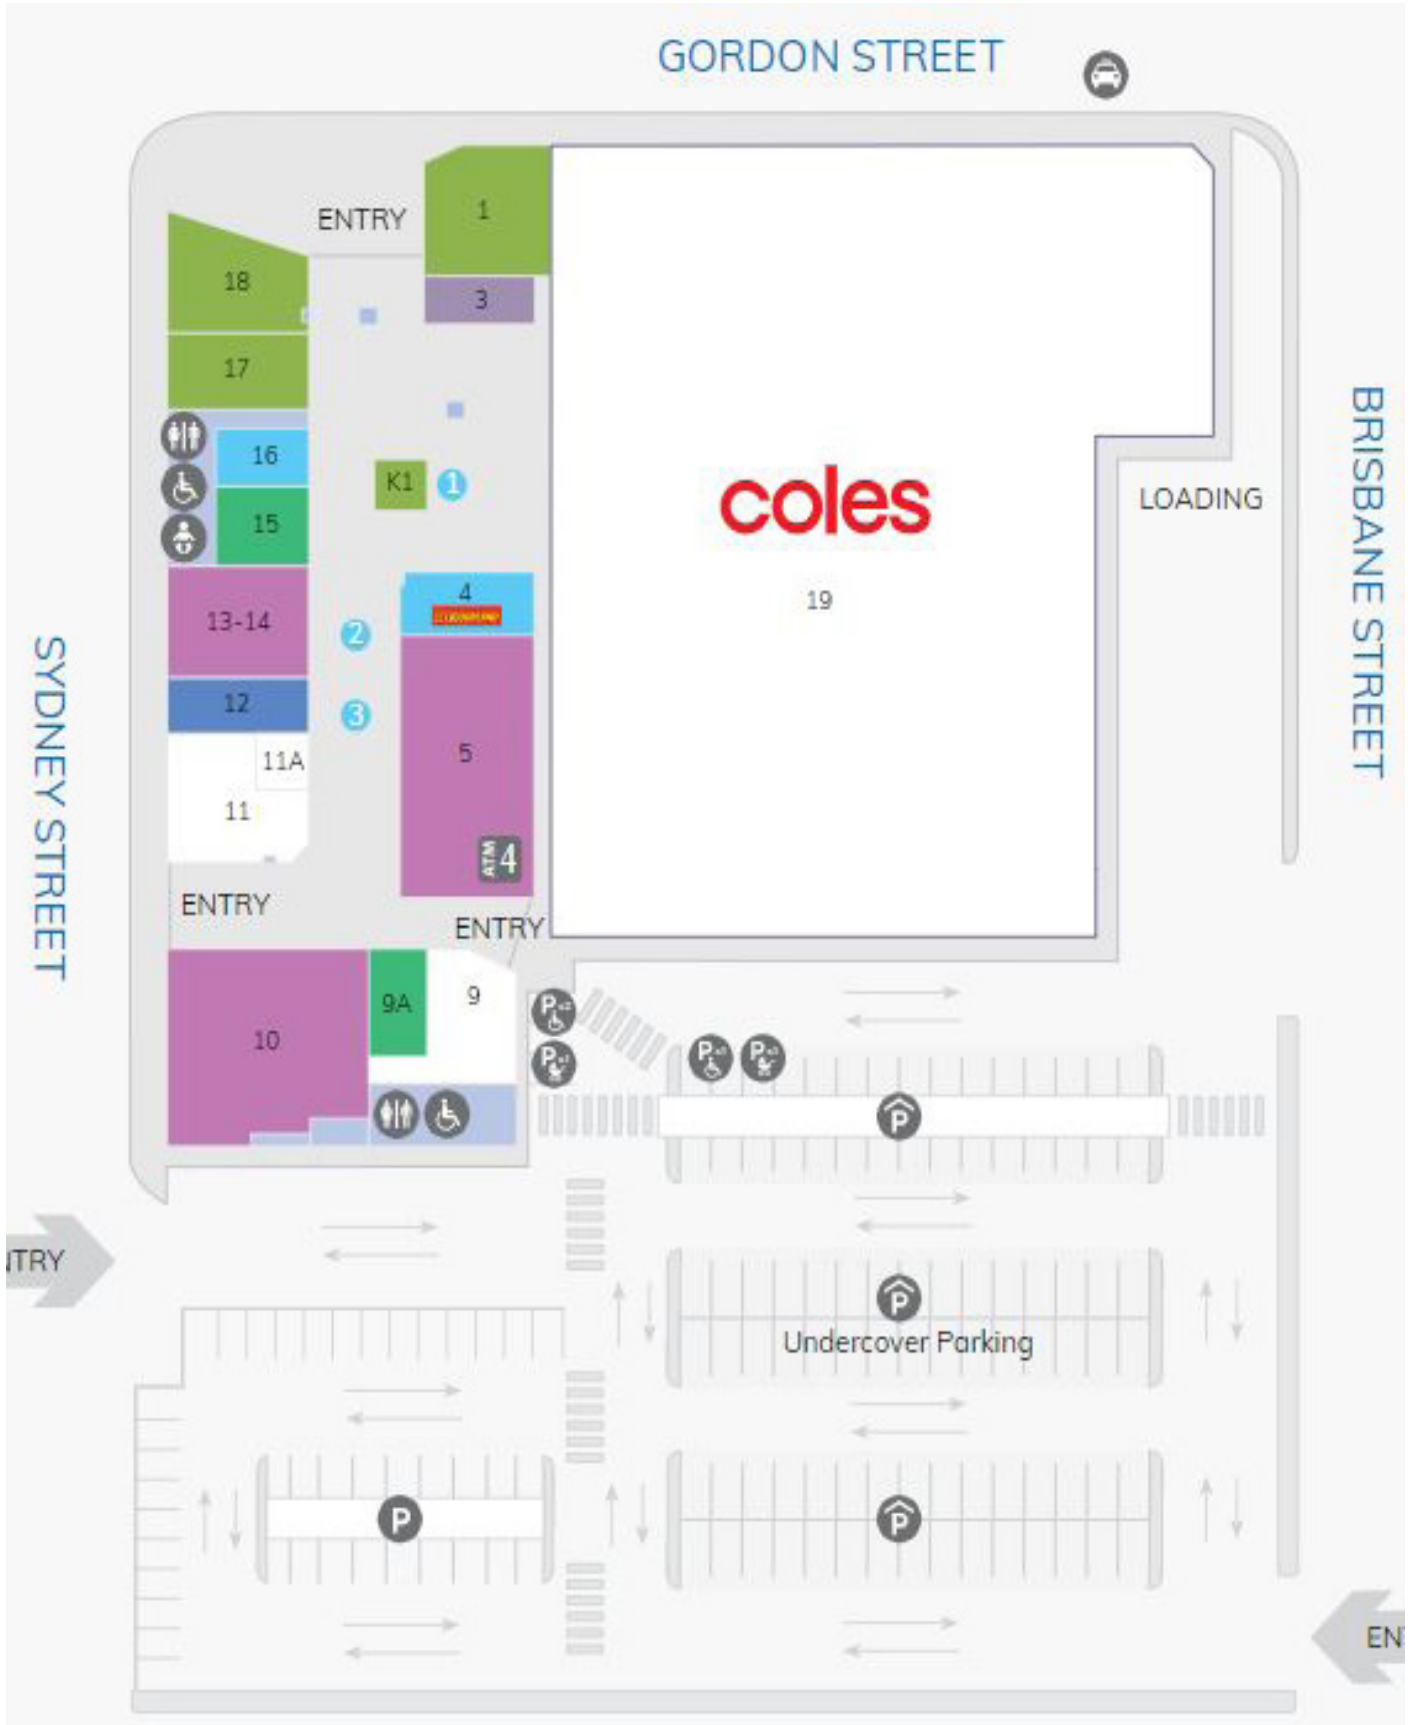 GORDON STREET
ENTRY
1
18
3
17
16
K1
1
15
coles
LOADING
BRISBANE STREET
19
4
13-14
2
SYDNEY STREET
12
3
11A
5
11
ATM
4
ENTRY
ENTRY
9A
9
10
P
P
P
P
P
NTRY
P
Undercover Parking
P
P
EN